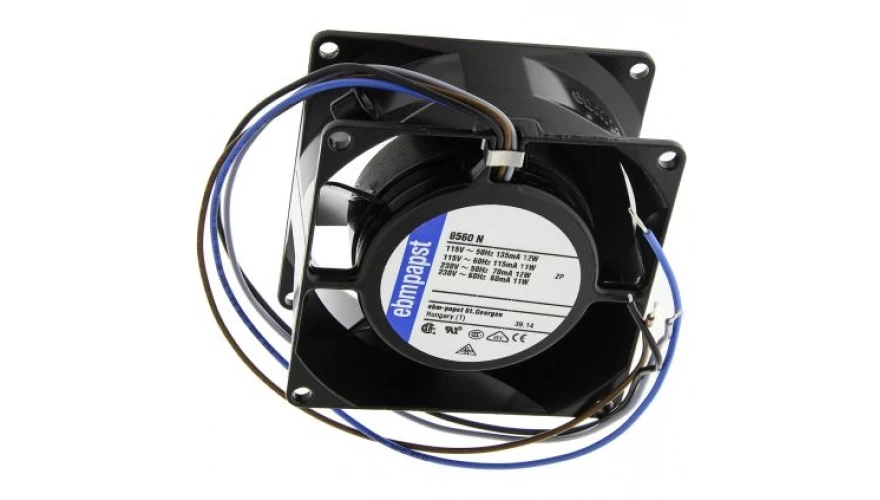 8560 N
115V ~ 50Hz 135mA 12W
115V ~ 60Hz 115mA 11W
230V ~ 50Hz 70mA 12W
230V ~ 60Hz 60mA 11W
ZP
ebmpapst
ebm-papst St.Georgen
Hungary (T)
39.14